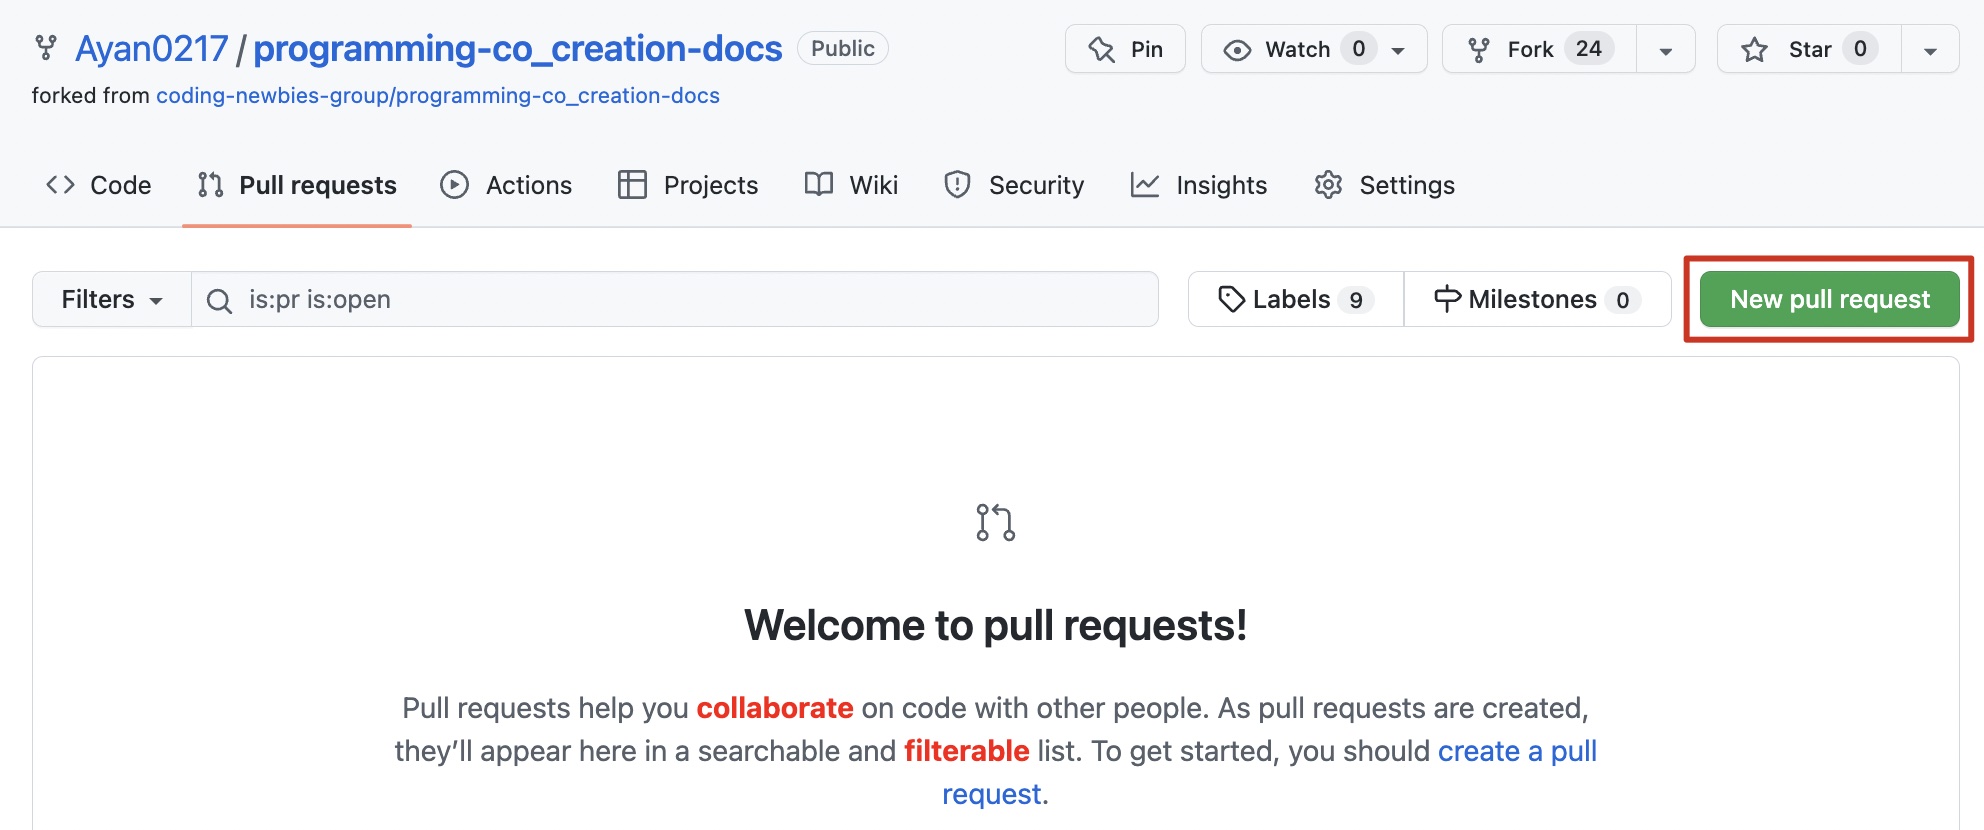 Ayan0217 / programming-co_creation-docs Public Pin Watch 0 Fork 24 Star 0
forked from coding-newbies-group/programming-co_creation-docs
Code Pull requests Actions Projects Wiki Security Insights Settings
Filters is:pr is:open Labels 9 Milestones 0 New pull request
Welcome to pull requests!
Pull requests help you collaborate on code with other people. As pull requests are created,
they’ll appear here in a searchable and filterable list. To get started, you should create a pull
request.